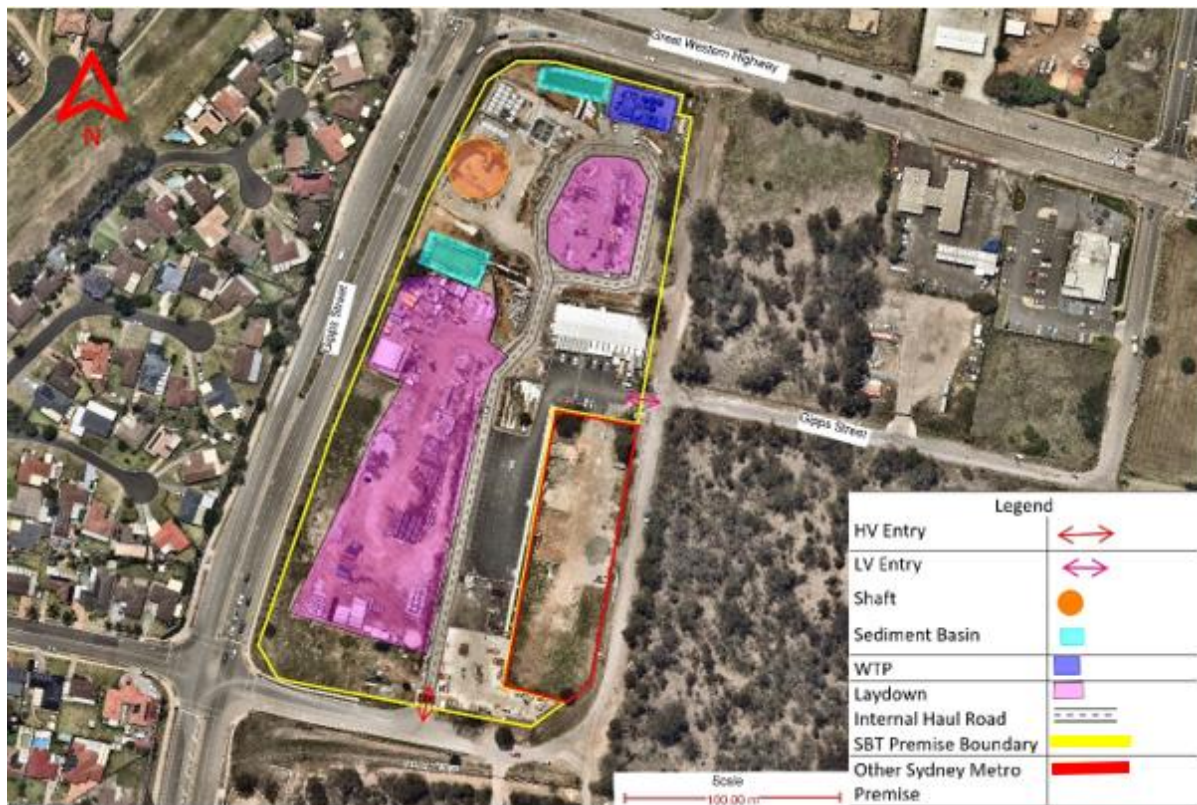 Great Western Highway
N
Gipps Street
Gipps Street
Legend
HV Entry
LV Entry
Shaft
Sediment Basin
WTP
Laydown
Internal Haul Road
SBT Premise Boundary
Other Sydney Metro
Premise
Scale
100.00 m